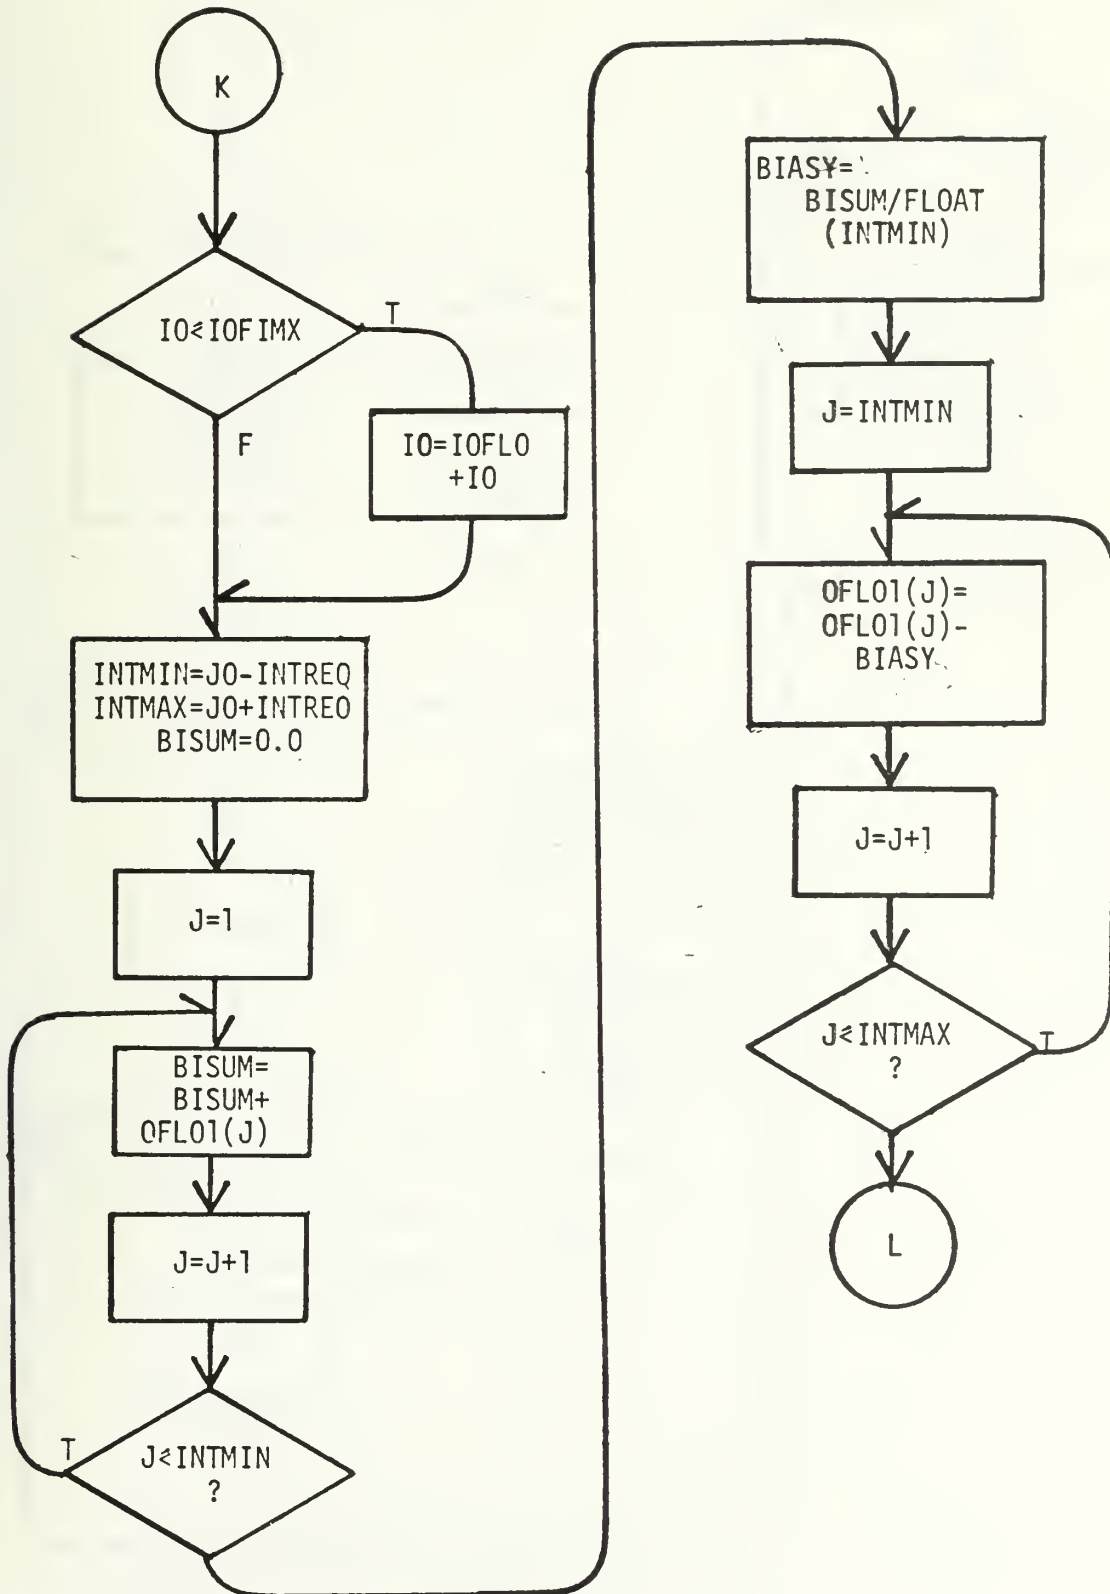 K
IO≤IOFIMX
T
F
IO=IOFLO
+IO
INTMIN=JO-INTREQ
INTMAX=JO+INTREO
BISUM=0.0
J=1
BISUM=
BISUM+
OFLO1(J)
J=J+1
T
J≤INTMIN
?
BIASY=
BISUM/FLOAT
(INTMIN)
J=INTMIN
OFLO1(J)=
OFLO1(J)-
BIASY
J=J+1
J≤INTMAX
?
T
L